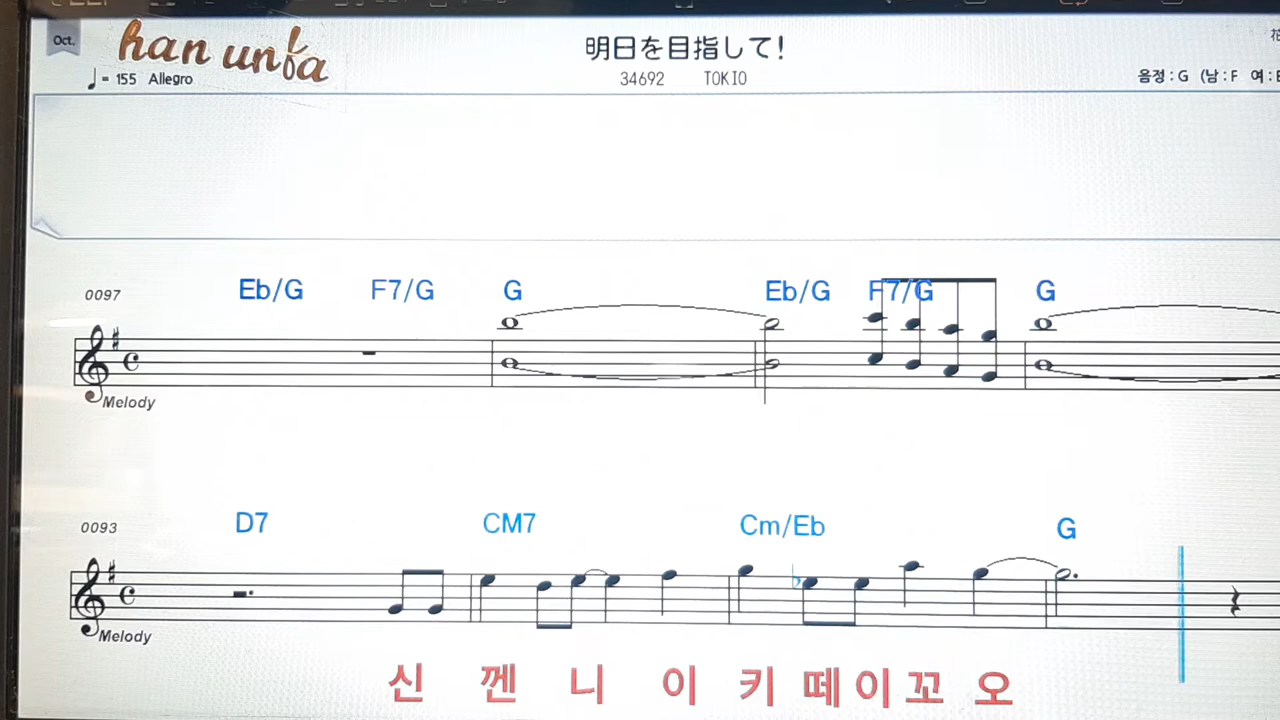 Oct.
han unfa
明日を目指して!
♩= 155 Allegro
34692 TOKIO
음정 : G (남 : F 여 :
Eb/G F7/G G Eb/G F7/G G
0097
Melody
D7 CM7 Cm/Eb G
0093
Melody
신 껜 니 이 키 떼 이 꼬 오